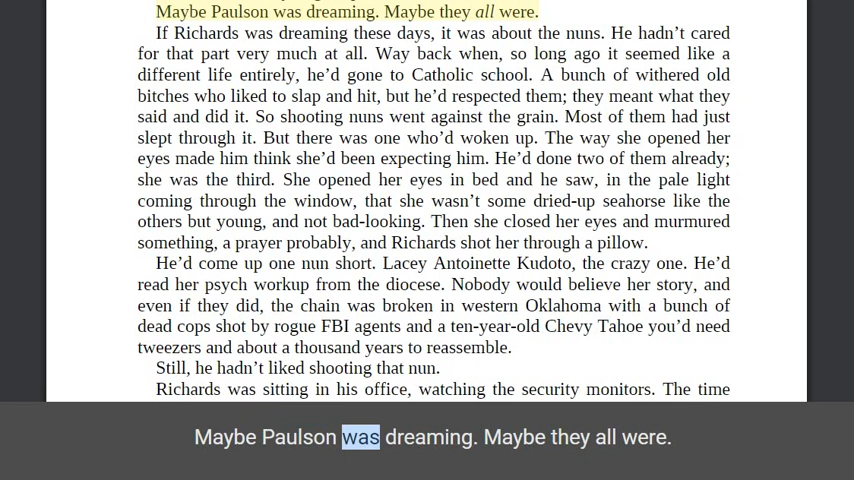 Maybe Paulson was dreaming. Maybe they all were.
If Richards was dreaming these days, it was about the nuns. He hadn’t cared
for that part very much at all. Way back when, so long ago it seemed like a
different life entirely, he’d gone to Catholic school. A bunch of withered old
bitches who liked to slap and hit, but he’d respected them; they meant what they
said and did it. So shooting nuns went against the grain. Most of them had just
slept through it. But there was one who’d woken up. The way she opened her
eyes made him think she’d been expecting him. He’d done two of them already;
she was the third. She opened her eyes in bed and he saw, in the pale light
coming through the window, that she wasn’t some dried-up seahorse like the
others but young, and not bad-looking. Then she closed her eyes and murmured
something, a prayer probably, and Richards shot her through a pillow.
He’d come up one nun short. Lacey Antoinette Kudoto, the crazy one. He’d
read her psych workup from the diocese. Nobody would believe her story, and
even if they did, the chain was broken in western Oklahoma with a bunch of
dead cops shot by rogue FBI agents and a ten-year-old Chevy Tahoe you’d need
tweezers and about a thousand years to reassemble.
Still, he hadn’t liked shooting that nun.
Richards was sitting in his office, watching the security monitors. The time
Maybe Paulson was dreaming. Maybe they all were.